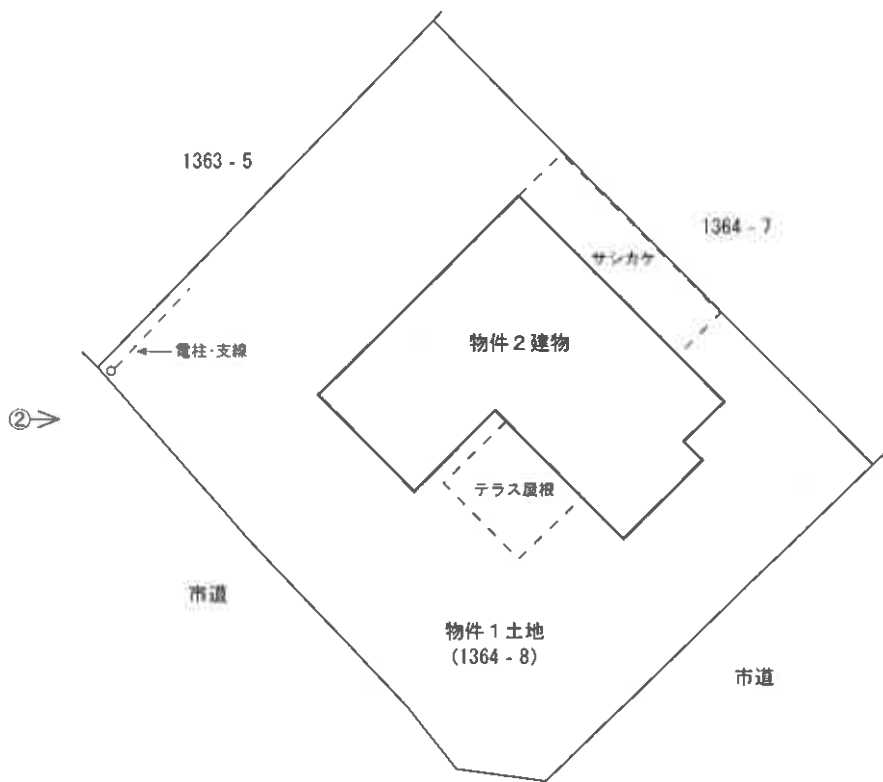 1363 - 5
1364 - 7
サシカケ
物件２建物
電柱・支線
②
テラス屋根
市道
物件１土地
(1364 - 8)
市道